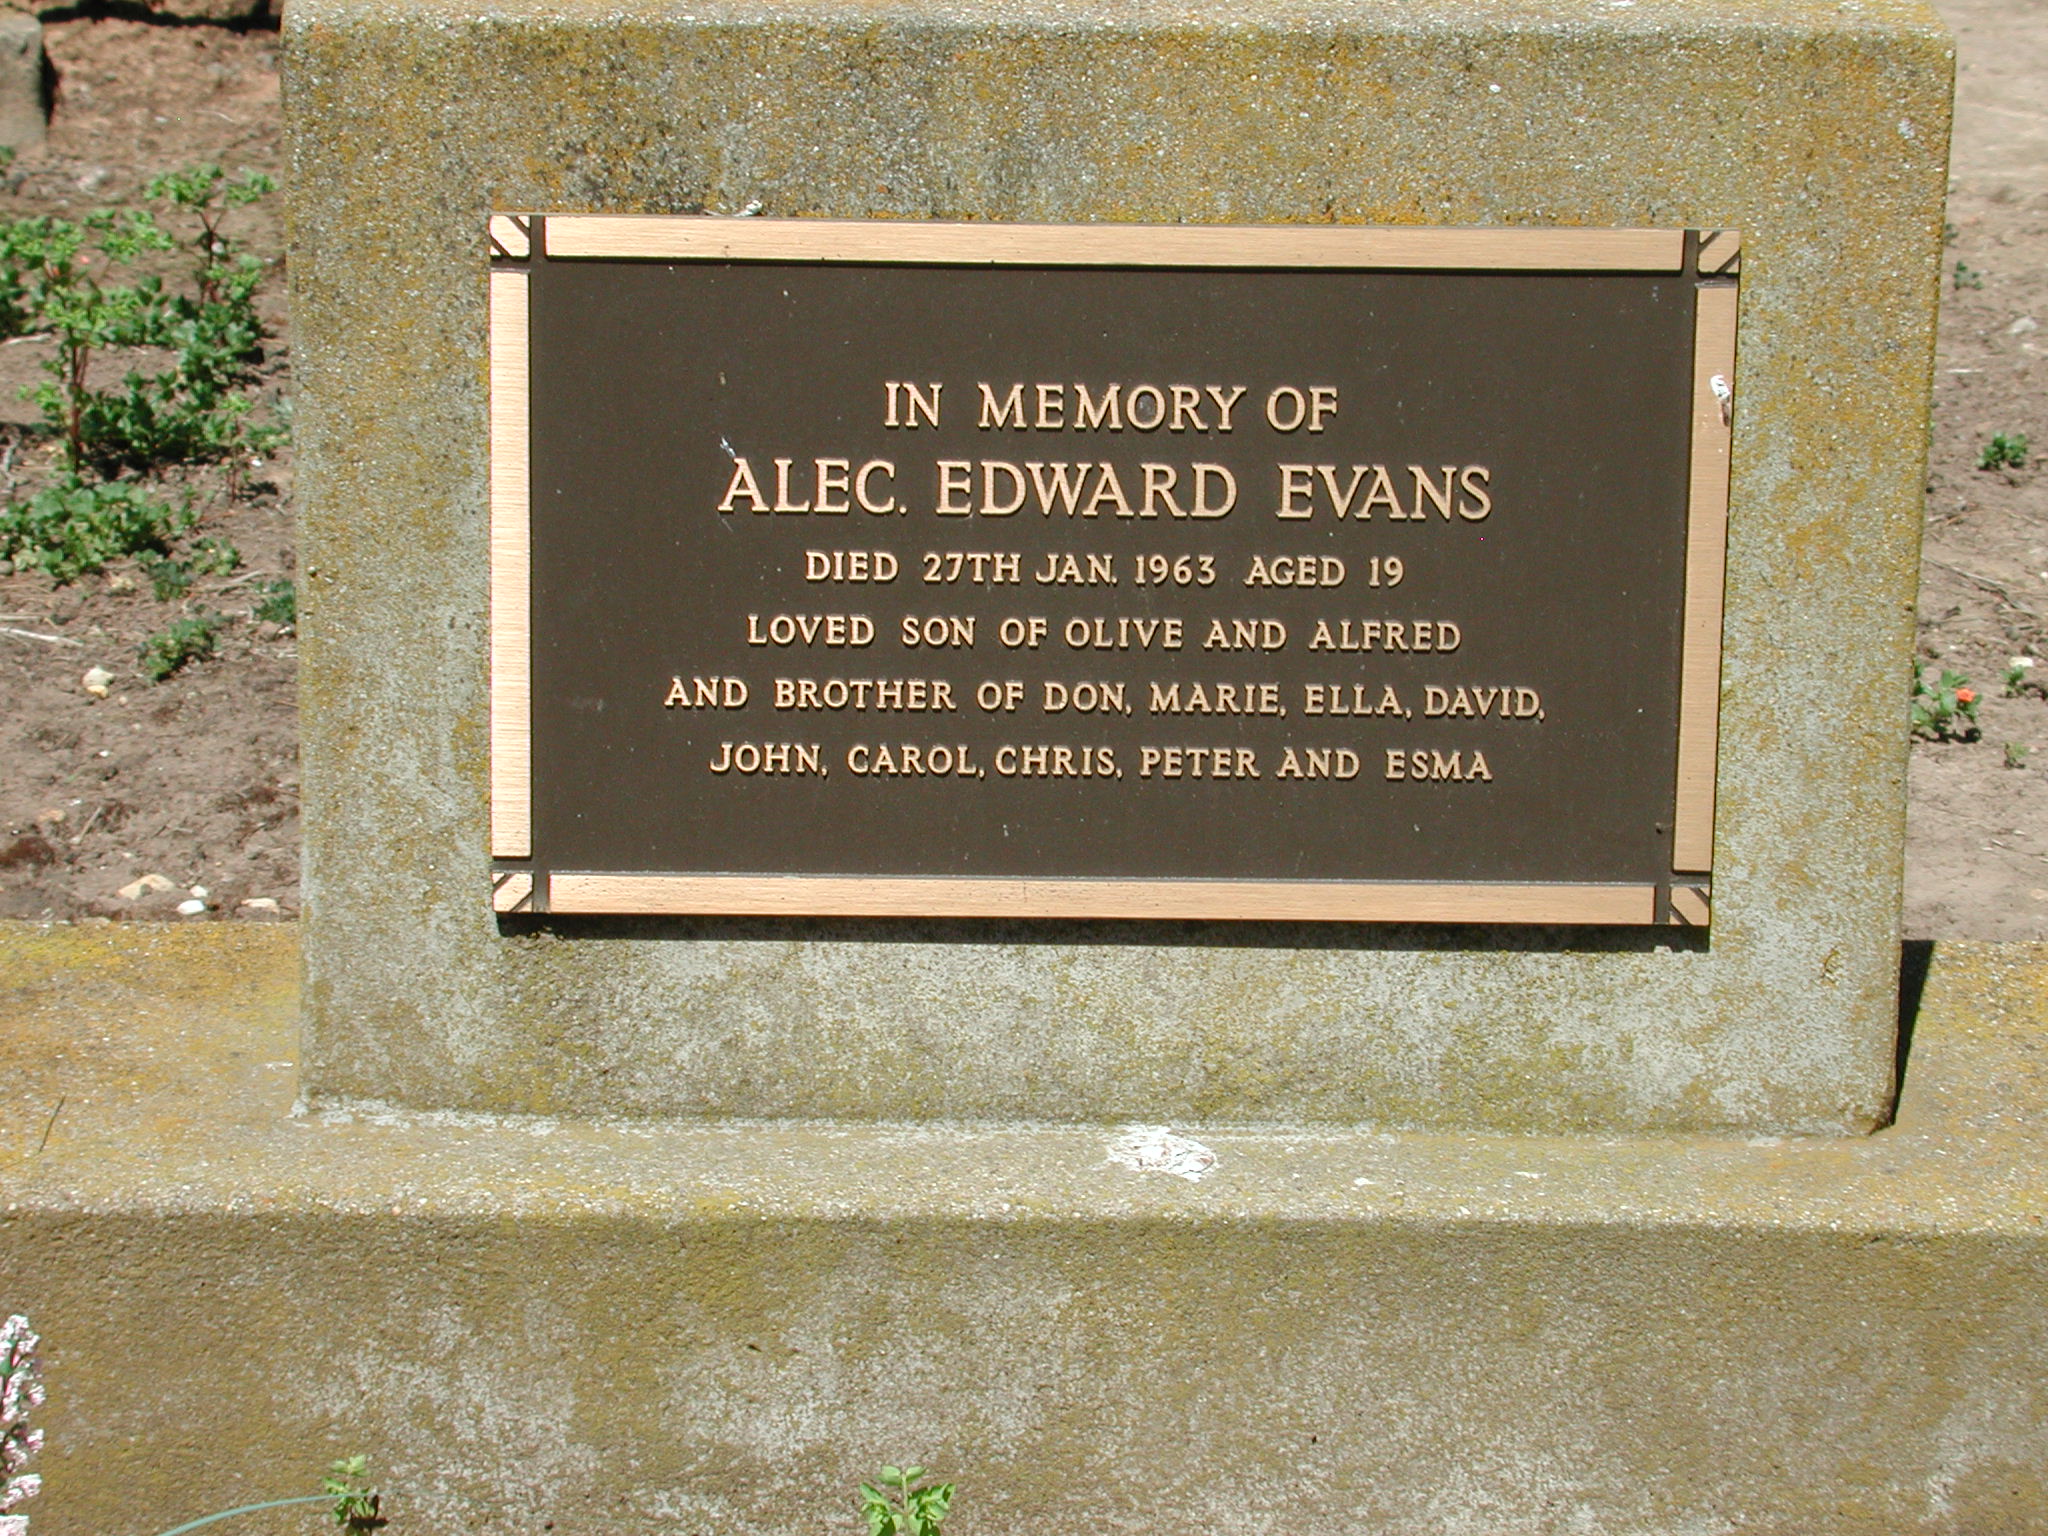 IN MEMORY OF
ALEC. EDWARD EVANS
DIED 27TH JAN. 1963 AGED 19
LOVED SON OF OLIVE AND ALFRED
AND BROTHER OF DON, MARIE, ELLA, DAVID,
JOHN, CAROL, CHRIS, PETER AND ESMA